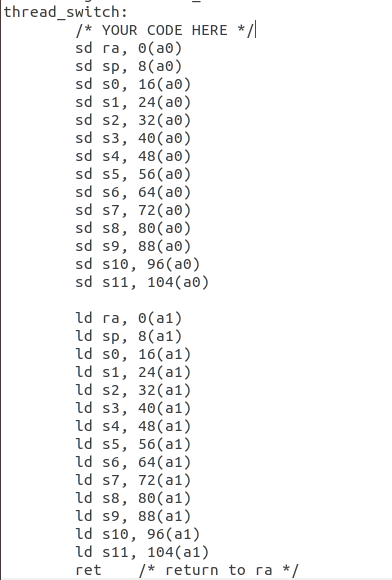 thread_switch:
/* YOUR CODE HERE */
sd ra, 0(a0)
sd sp, 8(a0)
sd s0, 16(a0)
sd s1, 24(a0)
sd s2, 32(a0)
sd s3, 40(a0)
sd s4, 48(a0)
sd s5, 56(a0)
sd s6, 64(a0)
sd s7, 72(a0)
sd s8, 80(a0)
sd s9, 88(a0)
sd s10, 96(a0)
sd s11, 104(a0)
ld ra, 0(a1)
ld sp, 8(a1)
ld s0, 16(a1)
ld s1, 24(a1)
ld s2, 32(a1)
ld s3, 40(a1)
ld s4, 48(a1)
ld s5, 56(a1)
ld s6, 64(a1)
ld s7, 72(a1)
ld s8, 80(a1)
ld s9, 88(a1)
ld s10, 96(a1)
ld s11, 104(a1)
ret    /* return to ra */